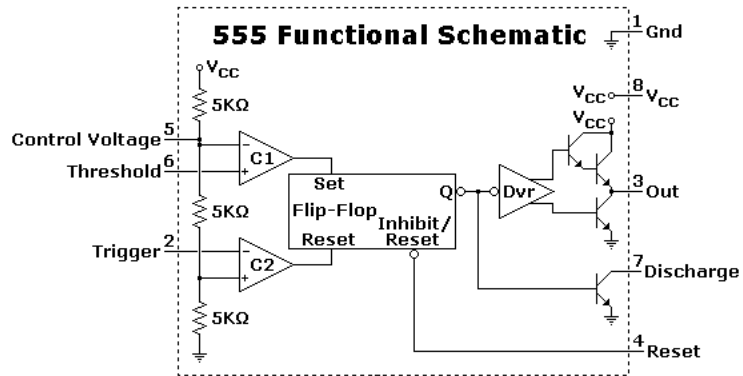 555 Functional Schematic
1 Gnd
VCC
8 VCC
VCC
VCC
5KΩ
5 Control Voltage
6 Threshold
- + C1
Set
Flip-Flop
Inhibit/
Reset
Reset
Q
Dvr
3 Out
5KΩ
2 Trigger
- + C2
7 Discharge
5KΩ
4 Reset